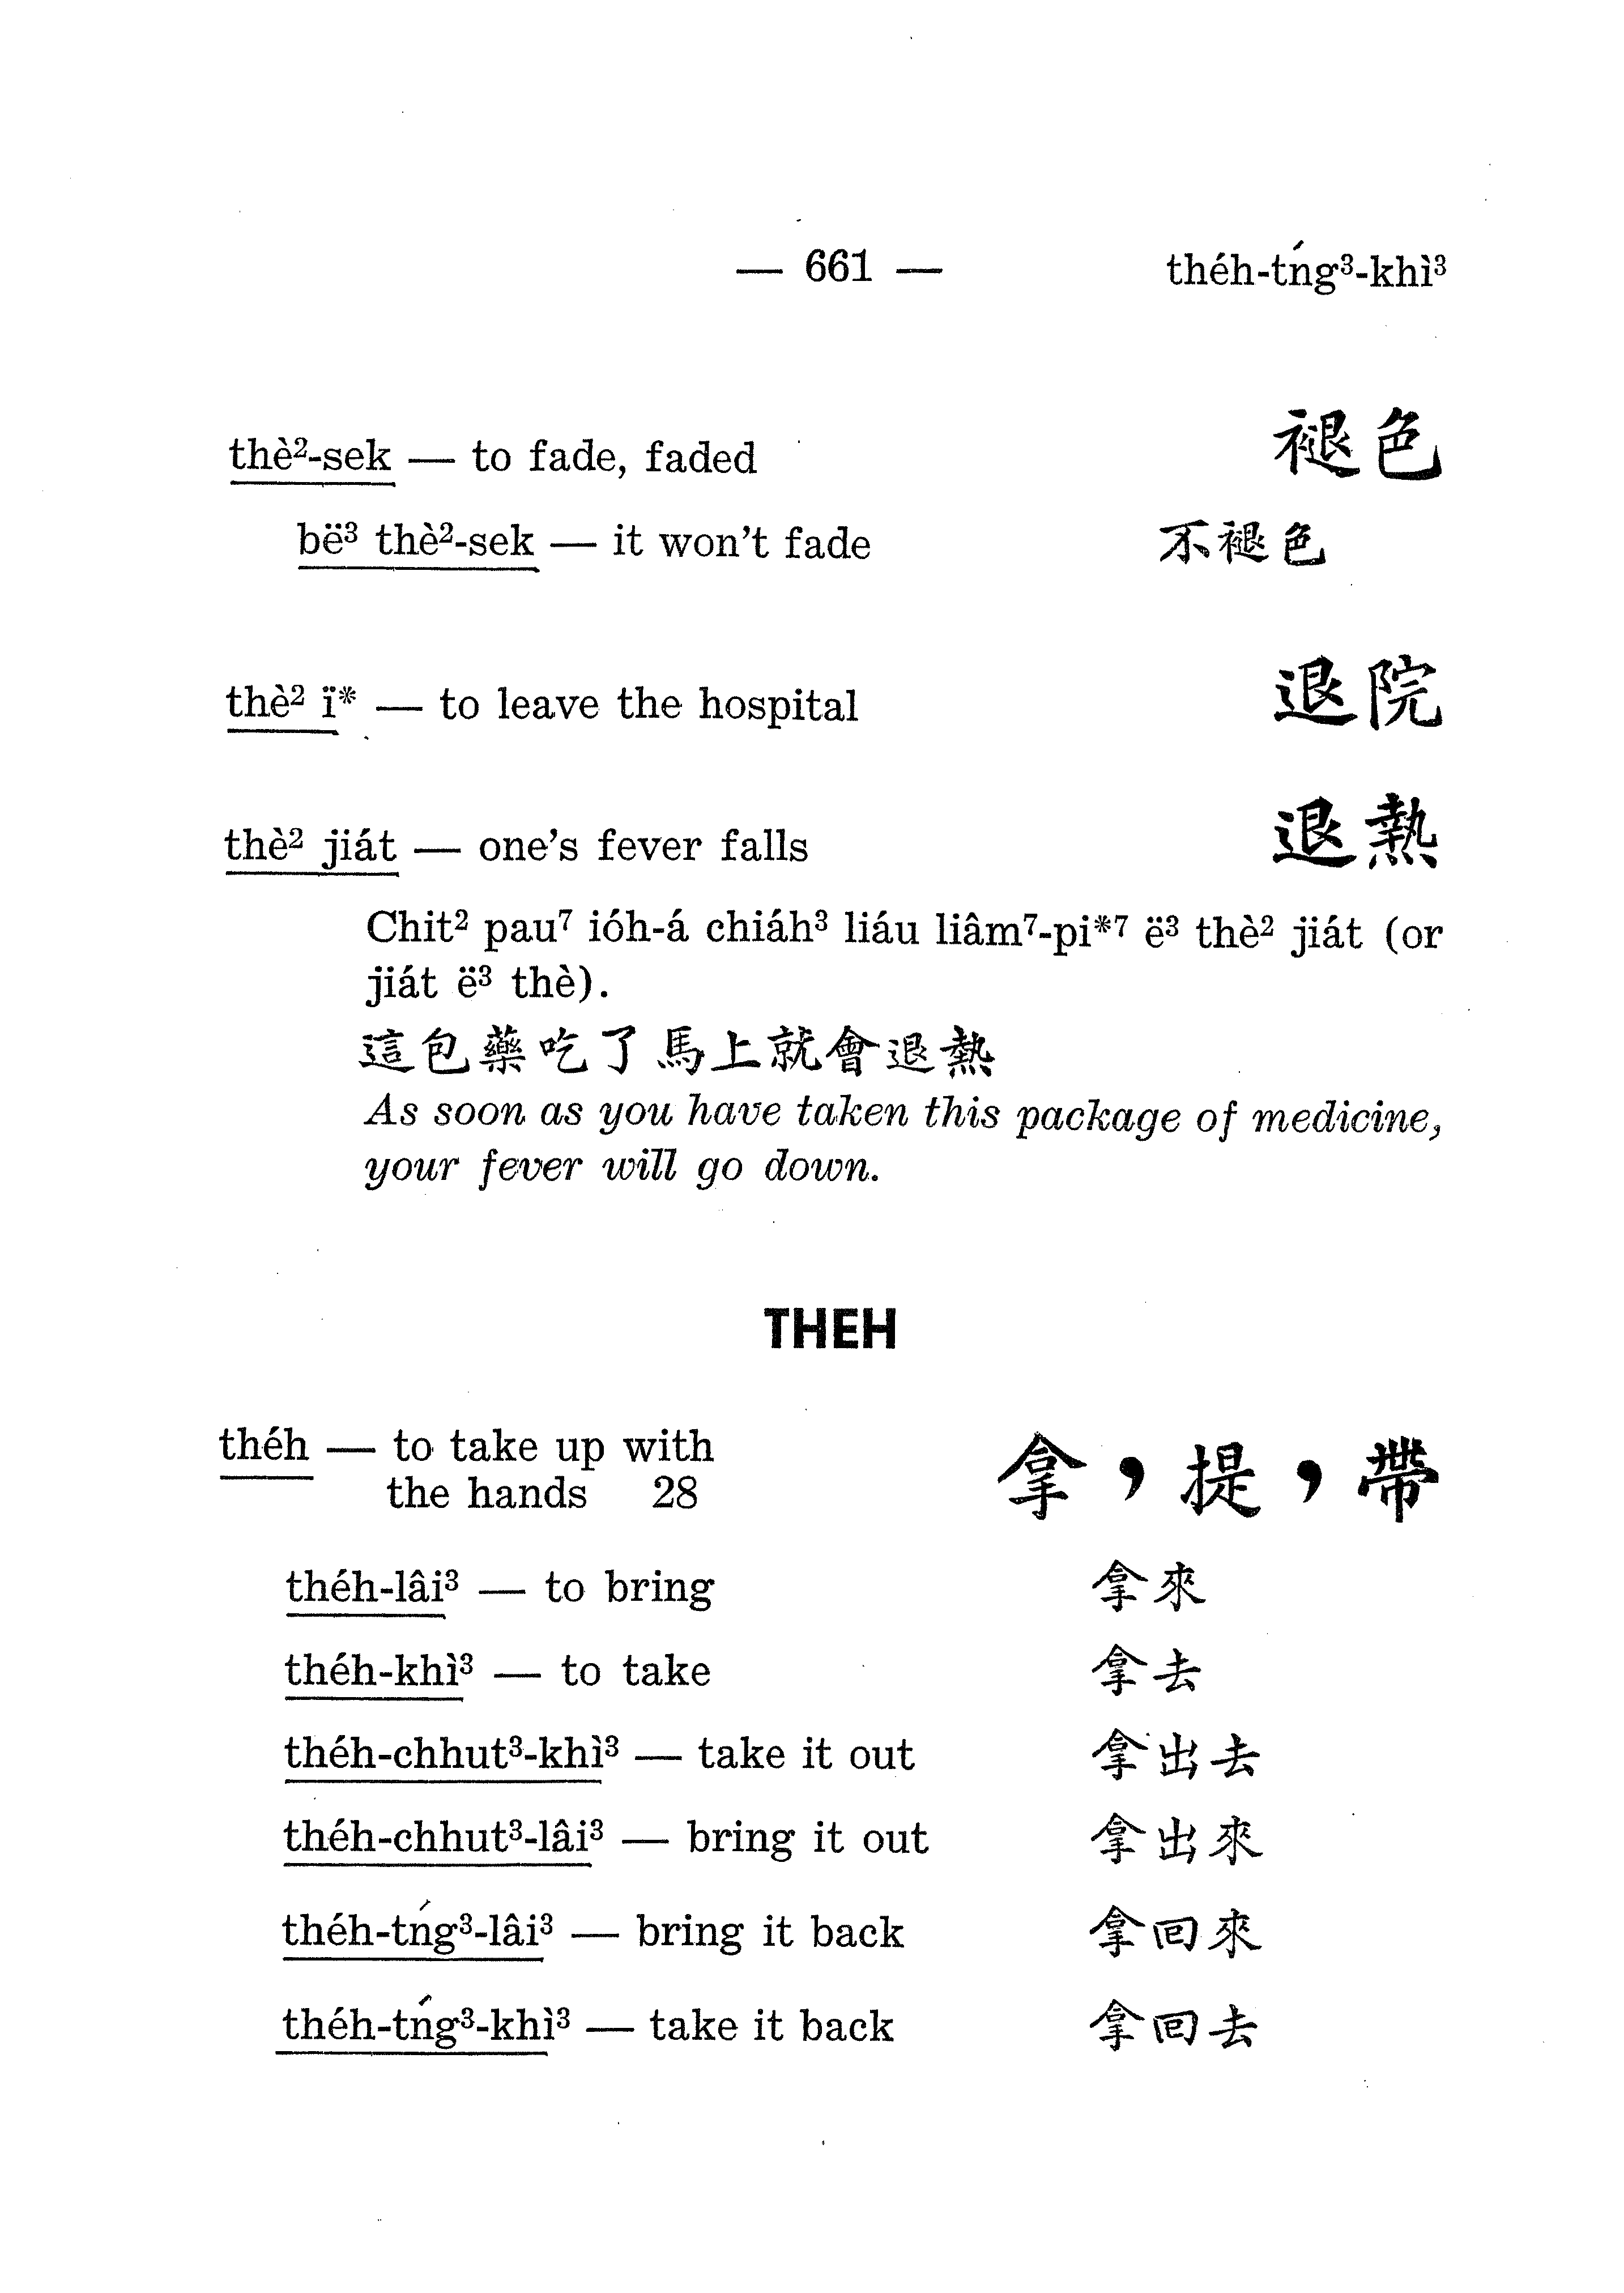 — 661 — théh-tńg³-khì³
thè²-sek — to fade, faded 褪色
bë³ thè²-sek — it won't fade 不褪色
thè² ï* — to leave the hospital 退院
thè² jiát — one's fever falls 退熱
Chit² pau⁷ ióh-á chiáh³ liáu liâm⁷-pi*⁷ ë³ thè² jiát (or
jiát ë³ thè).
這包藥吃了馬上就會退熱
As soon as you have taken this package of medicine,
your fever will go down.
THEH
théh — to take up with 拿，提，帶
the hands 28
théh-lâi³ — to bring 拿來
théh-khì³ — to take 拿去
théh-chhut³-khì³ — take it out 拿出去
théh-chhut³-lâi³ — bring it out 拿出來
théh-tńg³-lâi³ — bring it back 拿回來
théh-tńg³-khì³ — take it back 拿回去